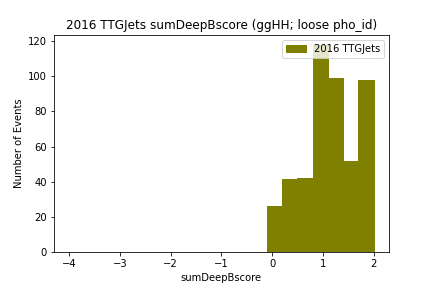 2016 TTGJets sumDeepBscore (ggHH; loose pho_id)
2016 TTGJets
120
100
80
60
40
20
0
Number of Events
−4 −3 −2 −1 0 1 2
sumDeepBscore